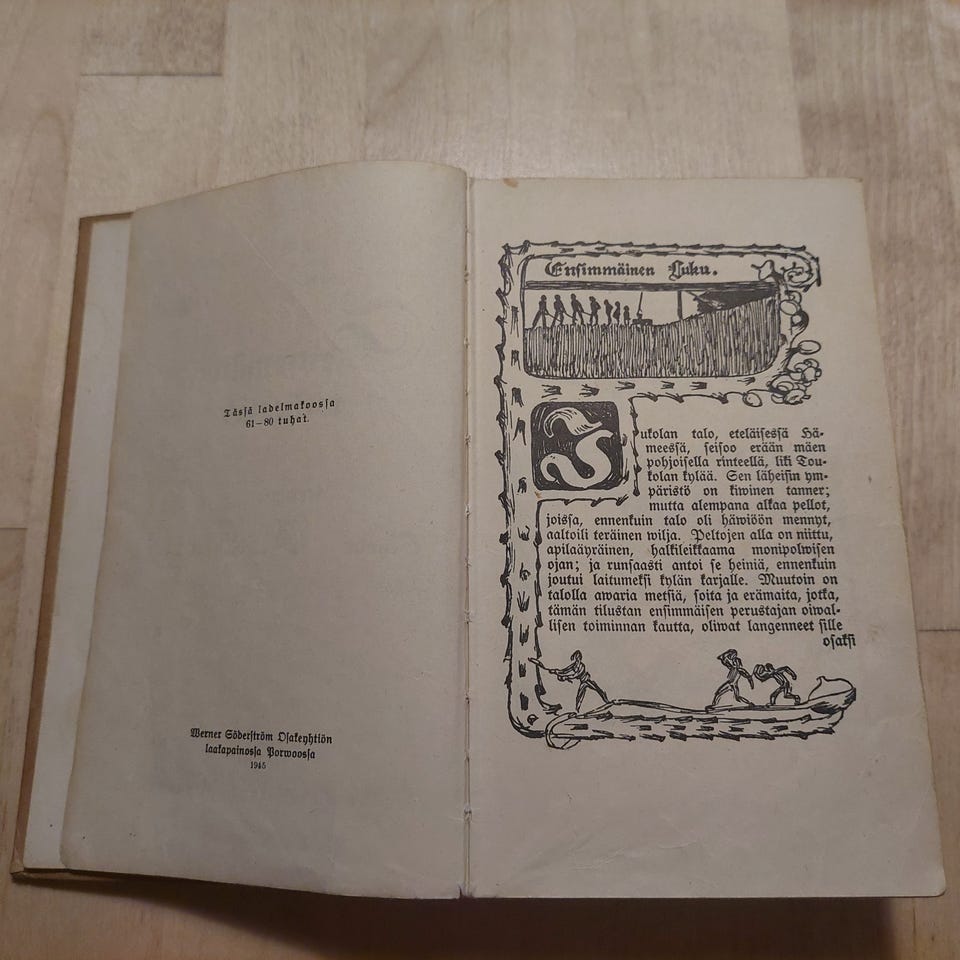 Tässä ladelmakoossa
61–80 tuhat.
Werner Söderström Osakeyhtiön
laakapainossa Porwoossa
1945
Ensimmäinen Luku.
Jukolan talo, eteläisessä Hä-
meessä, seisoo erään mäen
pohjoisella rinteellä, liki Tou-
kolan kylää. Sen läheisin ym-
päristö on kiwinen tanner;
mutta alempana alkaa pellot,
joissa, ennenkuin talo oli häwiöön mennyt,
aaltoili teräinen wilja. Peltojen alla on niittu,
apilaäyräinen, halkileikkaama monipolwisen
ojan; ja runsaasti antoi se heiniä, ennenkuin
joutui laitumeksi kylän karjalle. Muutoin on
talolla awaria metsiä, soita ja erämaita, jotka,
tämän tilustan ensimmäisen perustajan oiwal-
lisen toiminnan kautta, oliwat langenneet sille
osaksi